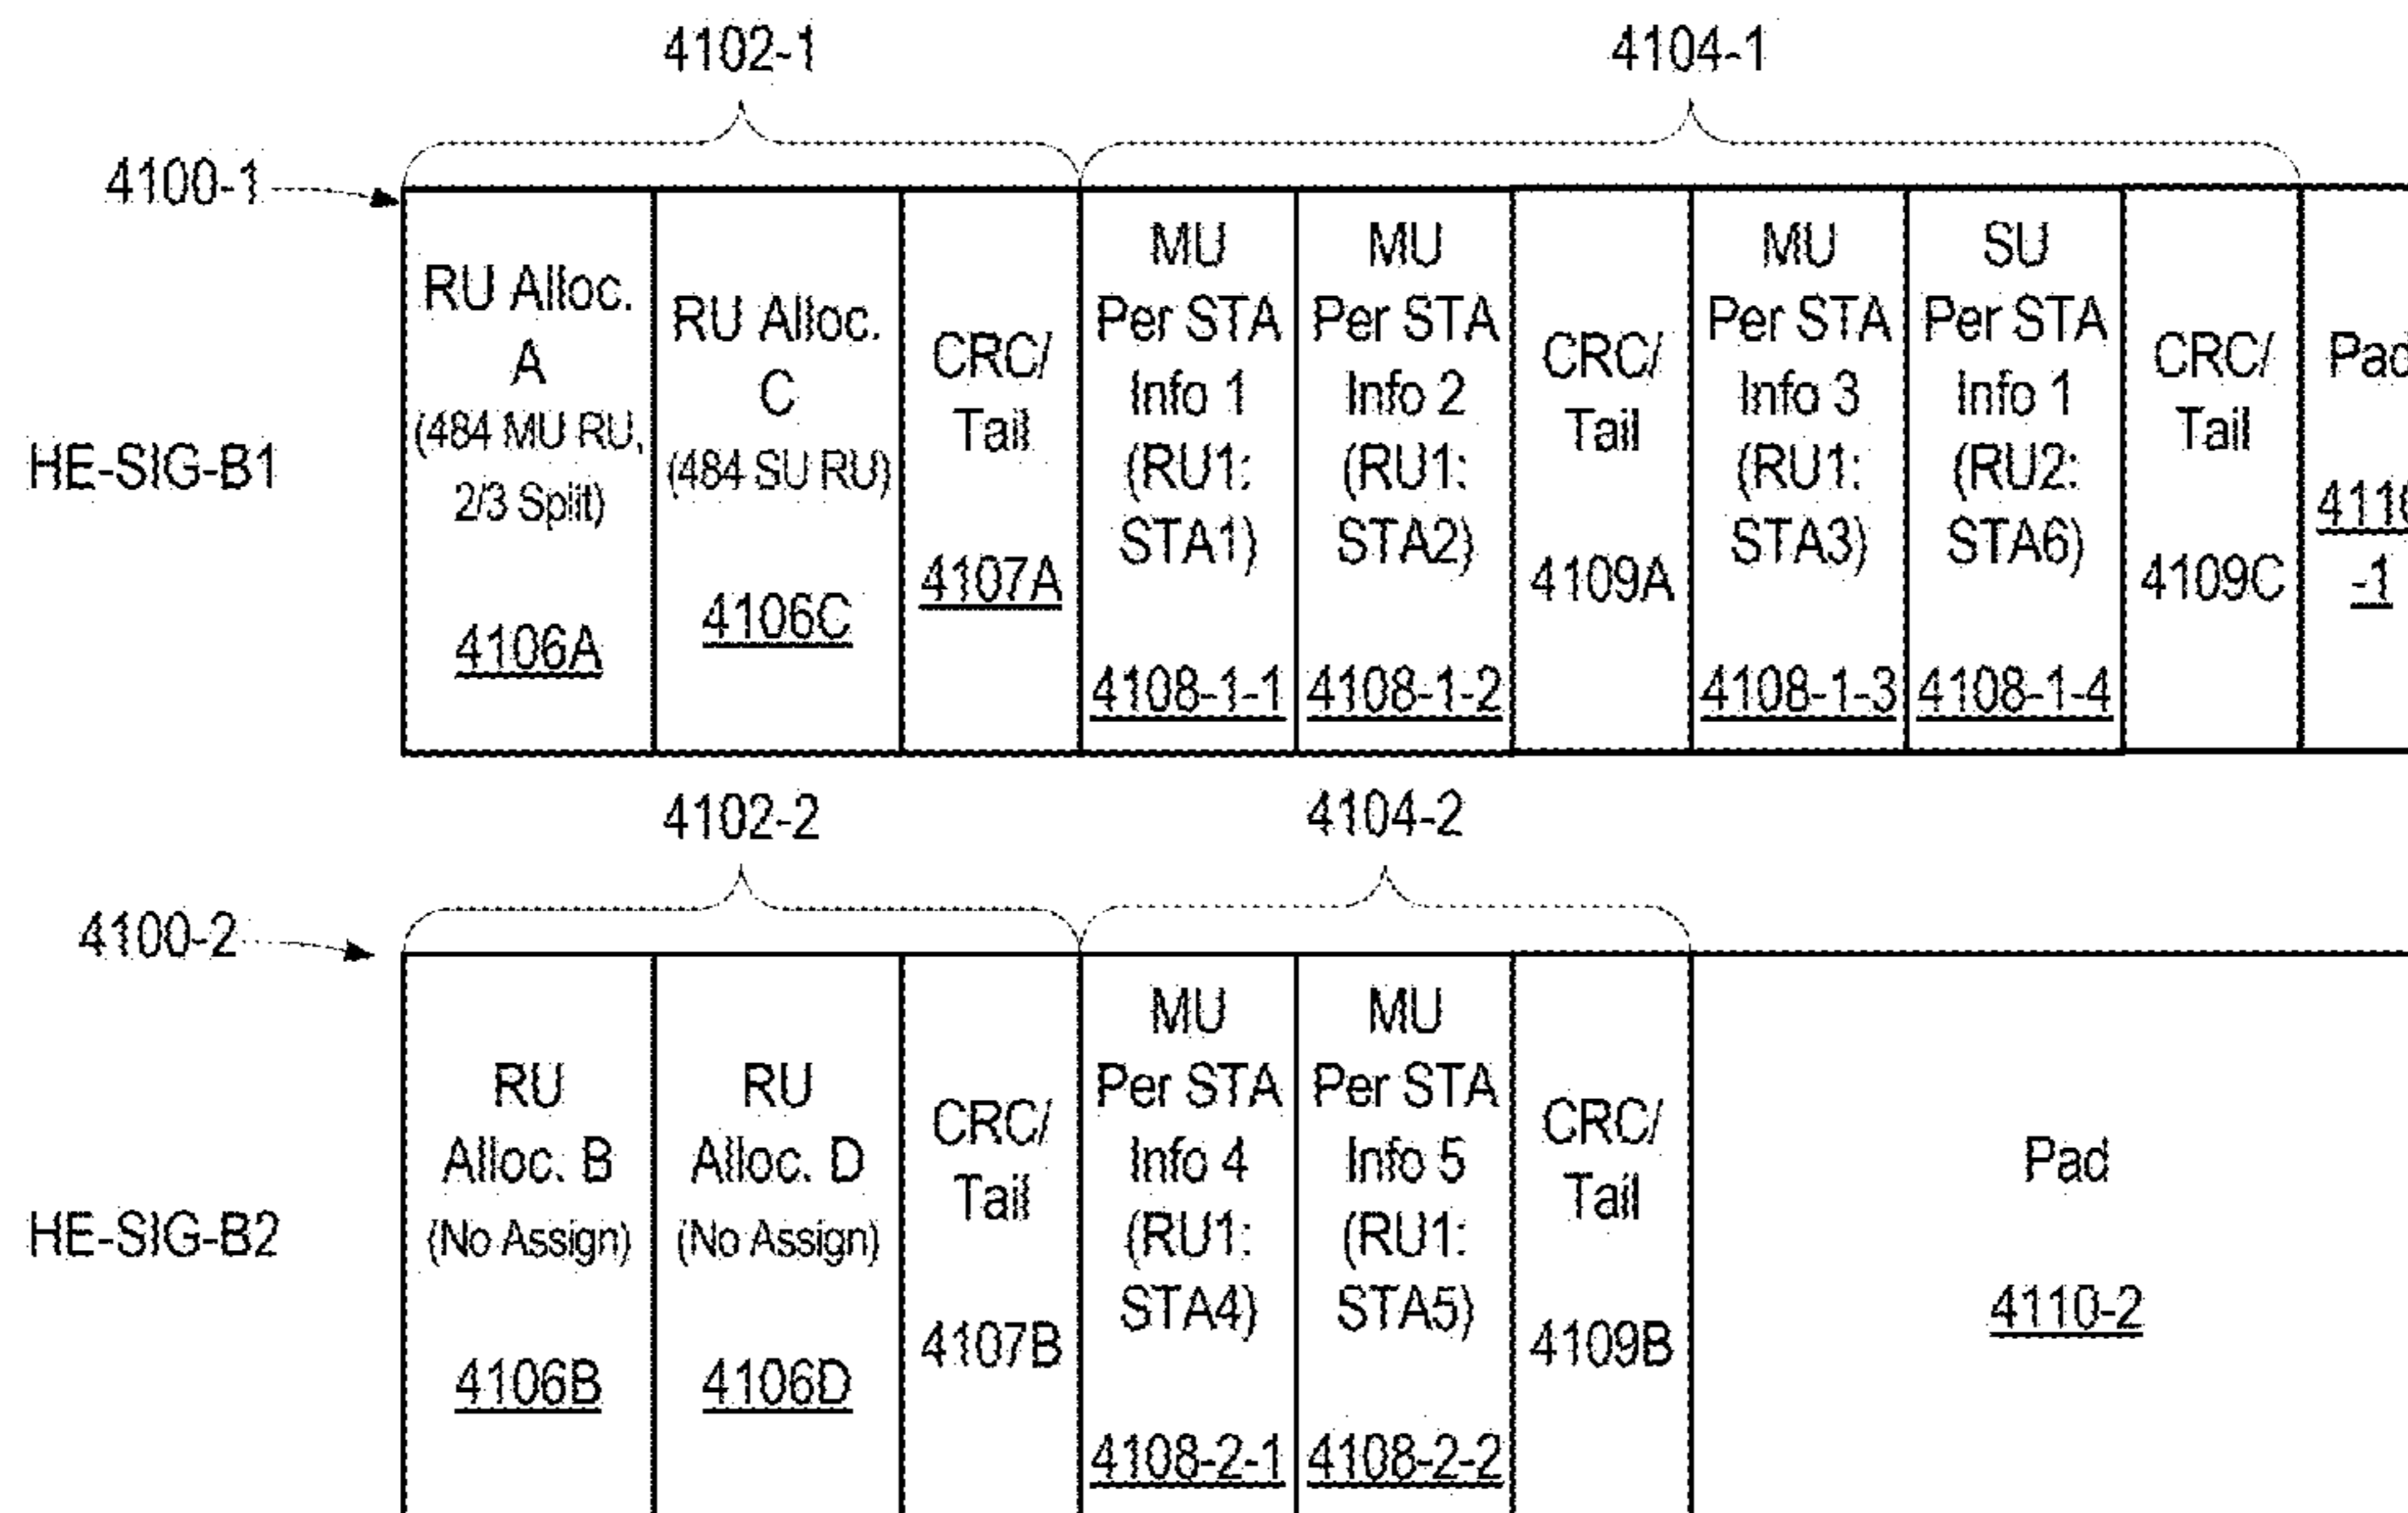 4102-1
4104-1
4100-1
HE-SIG-B1
RU Alloc.
A
(484 MU RU,
2/3 Split)
4106A
RU Alloc.
C
(484 SU RU)
4106C
CRC/
Tail
4107A
MU
Per STA
Info 1
(RU1:
STA1)
4108-1-1
MU
Per STA
Info 2
(RU1:
STA2)
4108-1-2
CRC/
Tail
4109A
MU
Per STA
Info 3
(RU1:
STA3)
4108-1-3
SU
Per STA
Info 1
(RU2:
STA6)
4108-1-4
CRC/
Tail
4109C
Pad
4110
-1
4102-2
4104-2
4100-2
HE-SIG-B2
RU
Alloc. B
(No Assign)
4106B
RU
Alloc. D
(No Assign)
4106D
CRC/
Tail
4107B
MU
Per STA
Info 4
(RU1:
STA4)
4108-2-1
MU
Per STA
Info 5
(RU1:
STA5)
4108-2-2
CRC/
Tail
4109B
Pad
4110-2